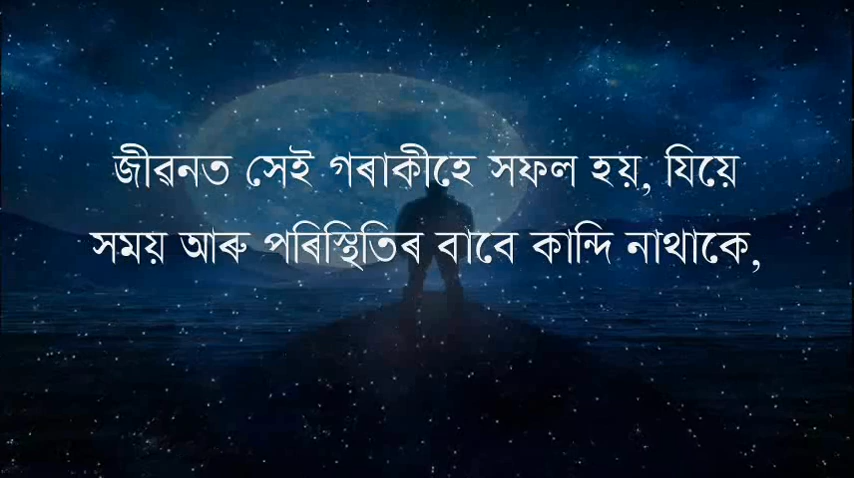 জীৱনত সেই গৰাকীহে সফল হয়, যিয়ে
সময় আৰু পৰিস্থিতিৰ বাবে কান্দি নাথাকে,